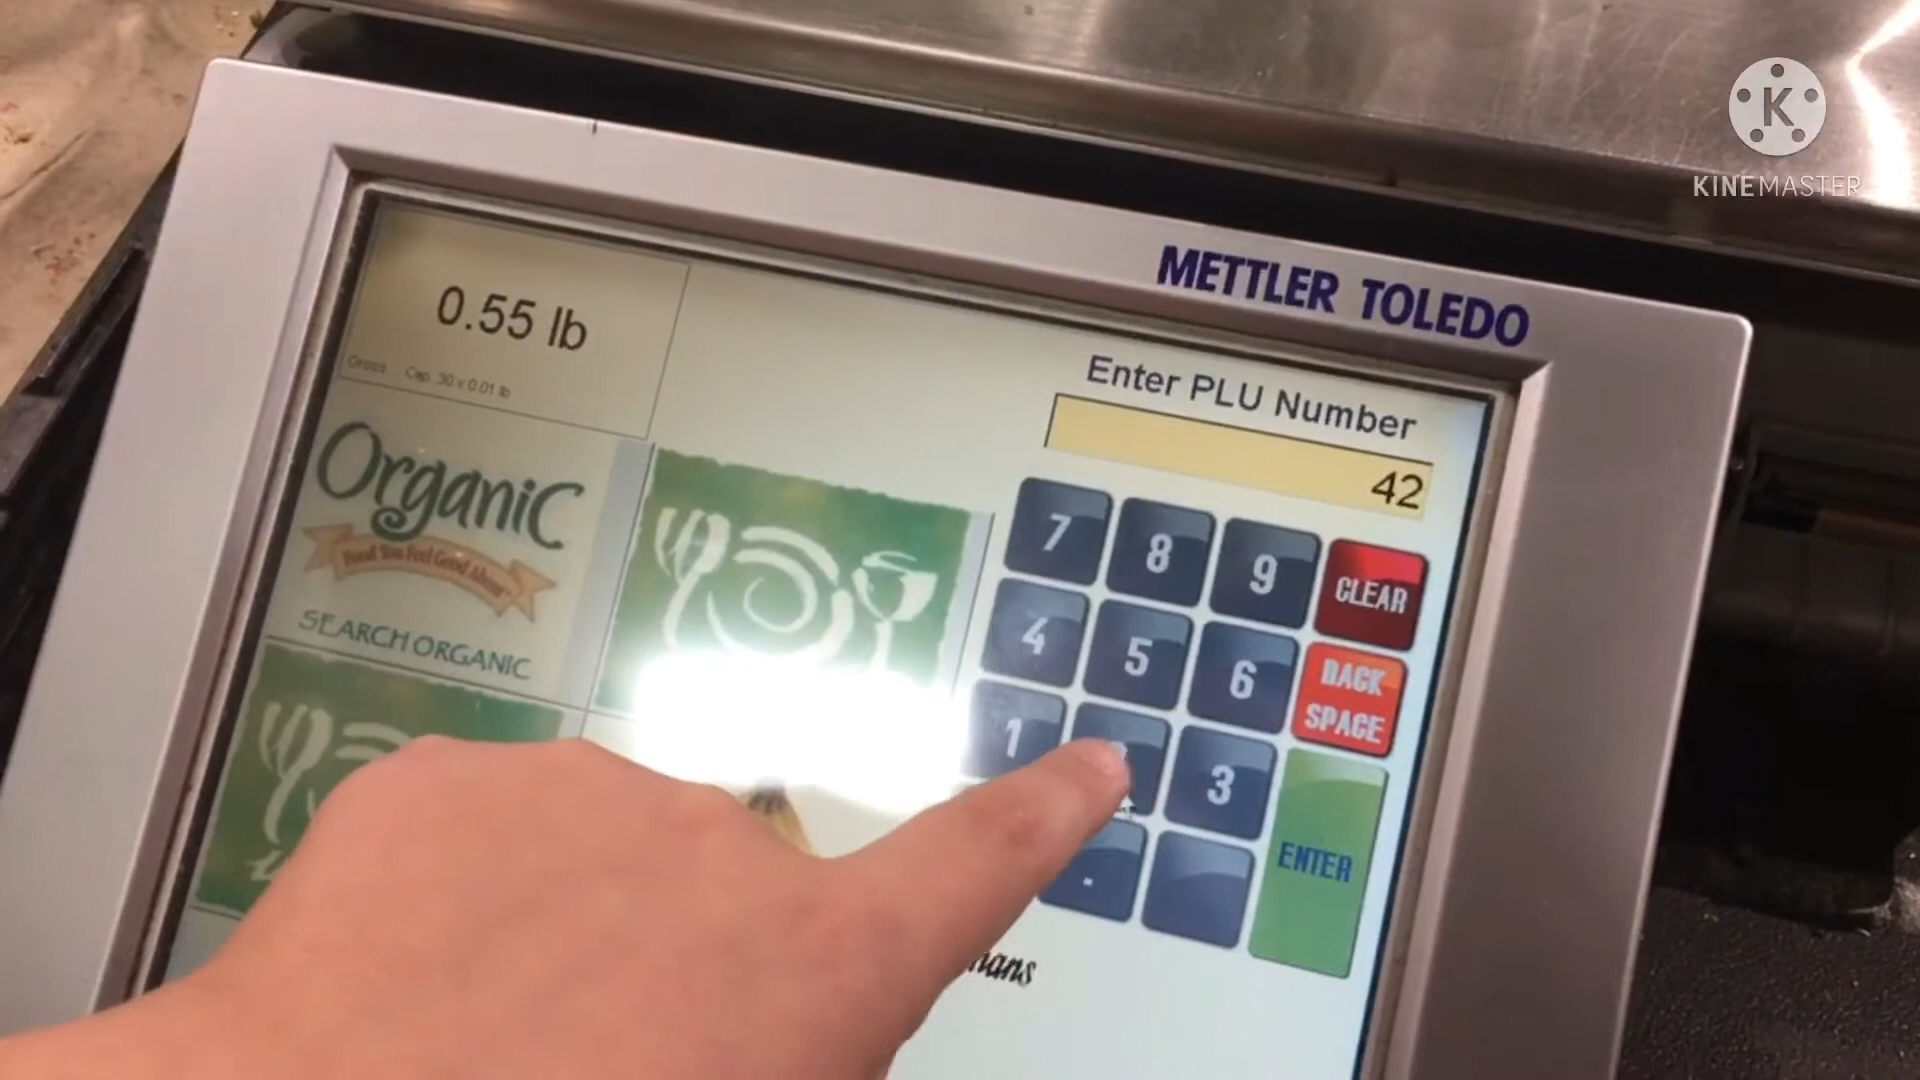 K
KINEMASTER
METTLER TOLEDO
0.55 lb
Gross Cap. 30 x 0.01 lb
Enter PLU Number
42
Organic
Food You Feel Good About
SEARCH ORGANIC
7 8 9 CLEAR
4 5 6 BACK SPACE
1 3
ENTER
.